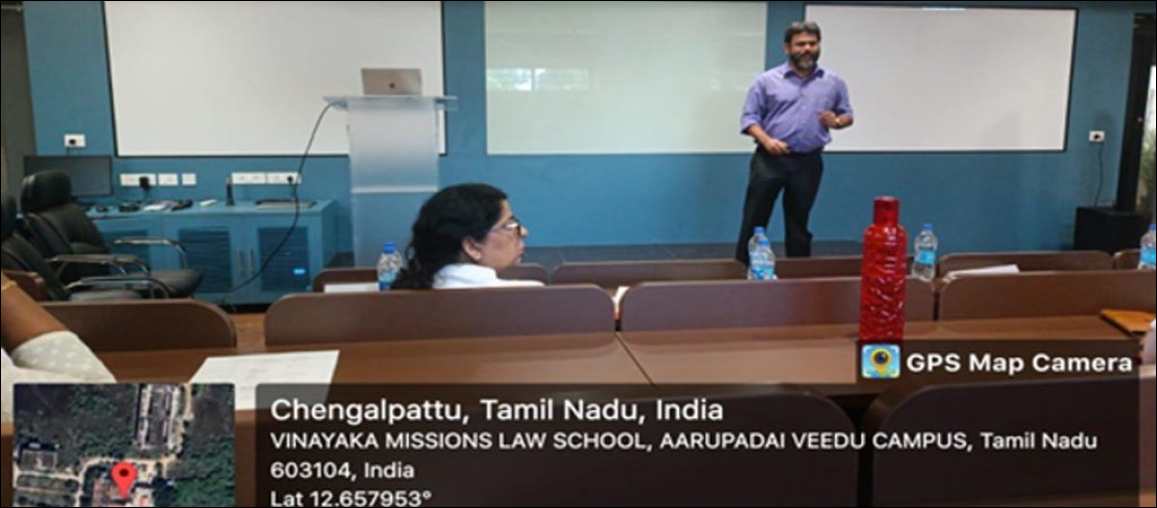 GPS Map Camera
Chengalpattu, Tamil Nadu, India
VINAYAKA MISSIONS LAW SCHOOL, AARUPADAI VEEDU CAMPUS, Tamil Nadu
603104, India
Lat 12.657953°